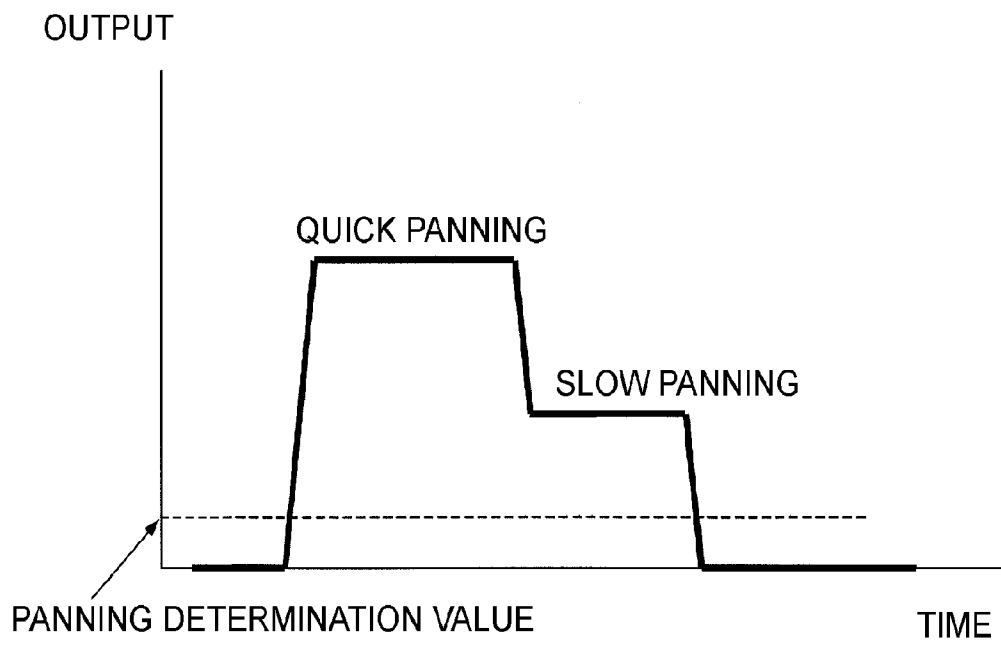 OUTPUT
QUICK PANNING
SLOW PANNING
PANNING DETERMINATION VALUE
TIME